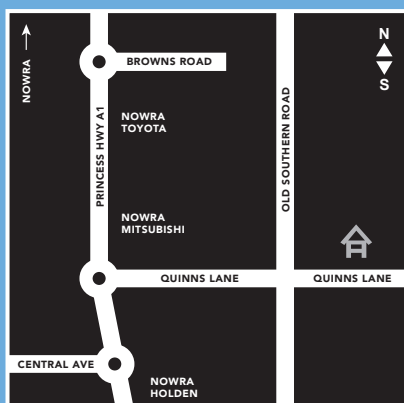 NOWRA
N
S
BROWNS ROAD
PRINCESS HWY A1
NOWRA
TOYOTA
OLD SOUTHERN ROAD
NOWRA
MITSUBISHI
QUINNS LANE
QUINNS LANE
CENTRAL AVE
NOWRA
HOLDEN